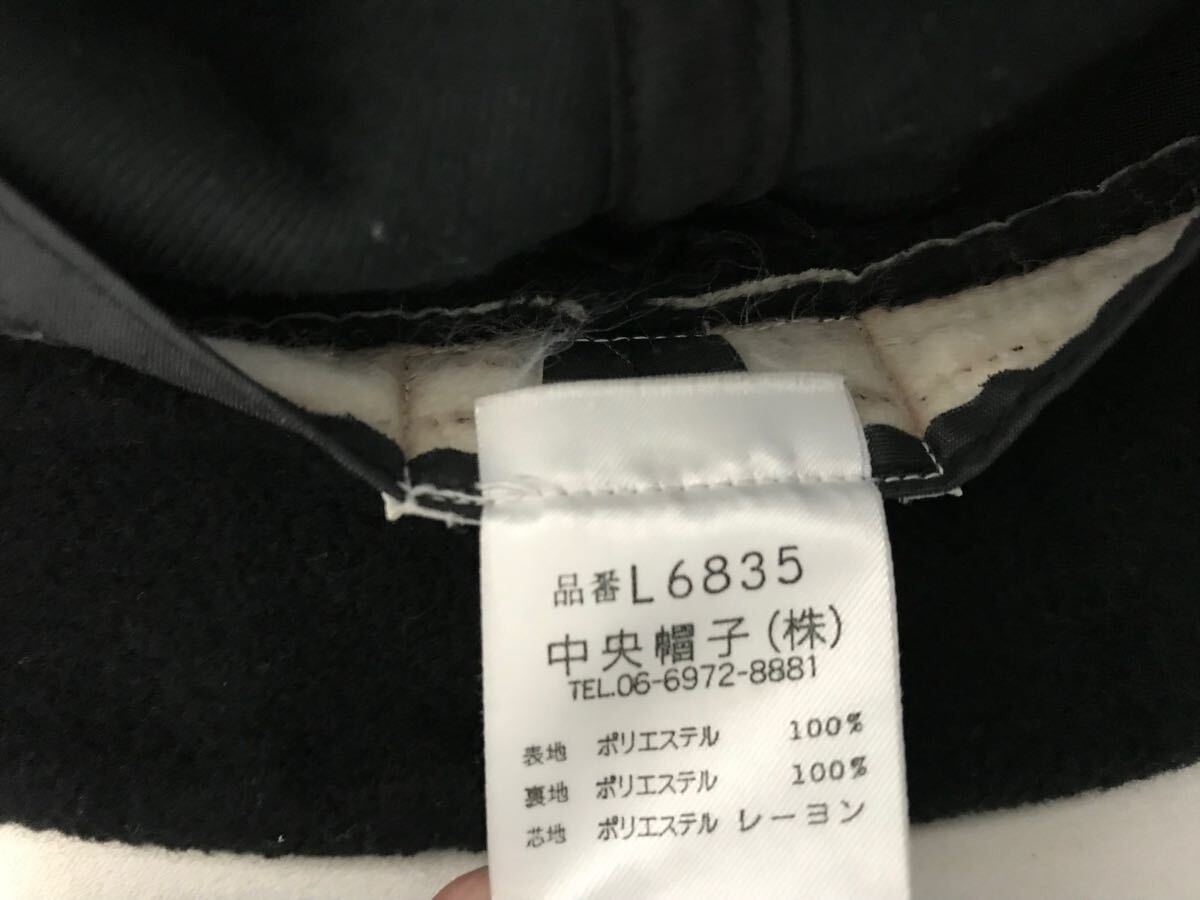 品番L6835
中央帽子(株)
TEL.06-6972-8881
表地 ポリエステル 100%
裏地 ポリエステル 100%
芯地 ポリエステル レーヨン